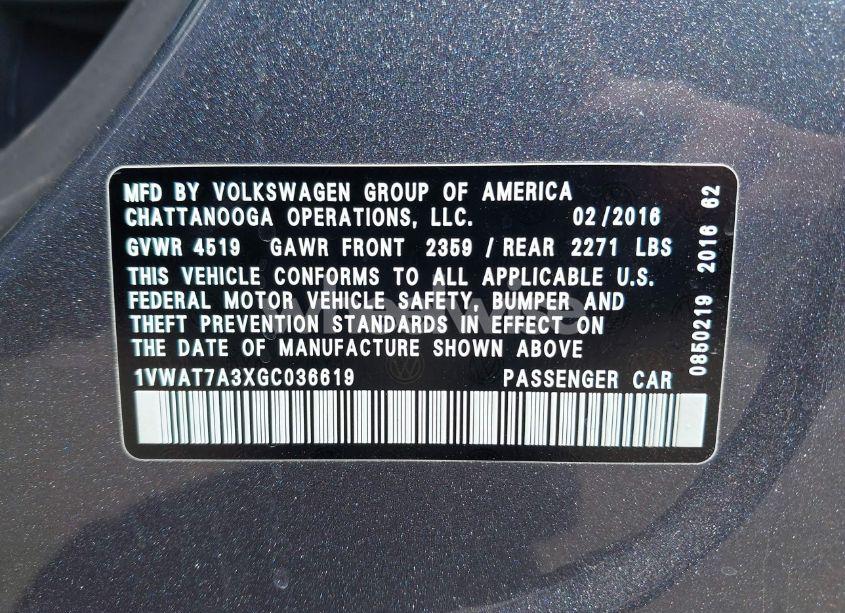 MFD BY VOLKSWAGEN GROUP OF AMERICA
CHATTANOOGA OPERATIONS, LLC. 02/2016
GVWR 4519 GAWR FRONT 2359 / REAR 2271 LBS
THIS VEHICLE CONFORMS TO ALL APPLICABLE U.S.
FEDERAL MOTOR VEHICLE SAFETY, BUMPER AND
THEFT PREVENTION STANDARDS IN EFFECT ON
THE DATE OF MANUFACTURE SHOWN ABOVE
1VWAT7A3XGC036619 PASSENGER CAR
0850219 2016 62